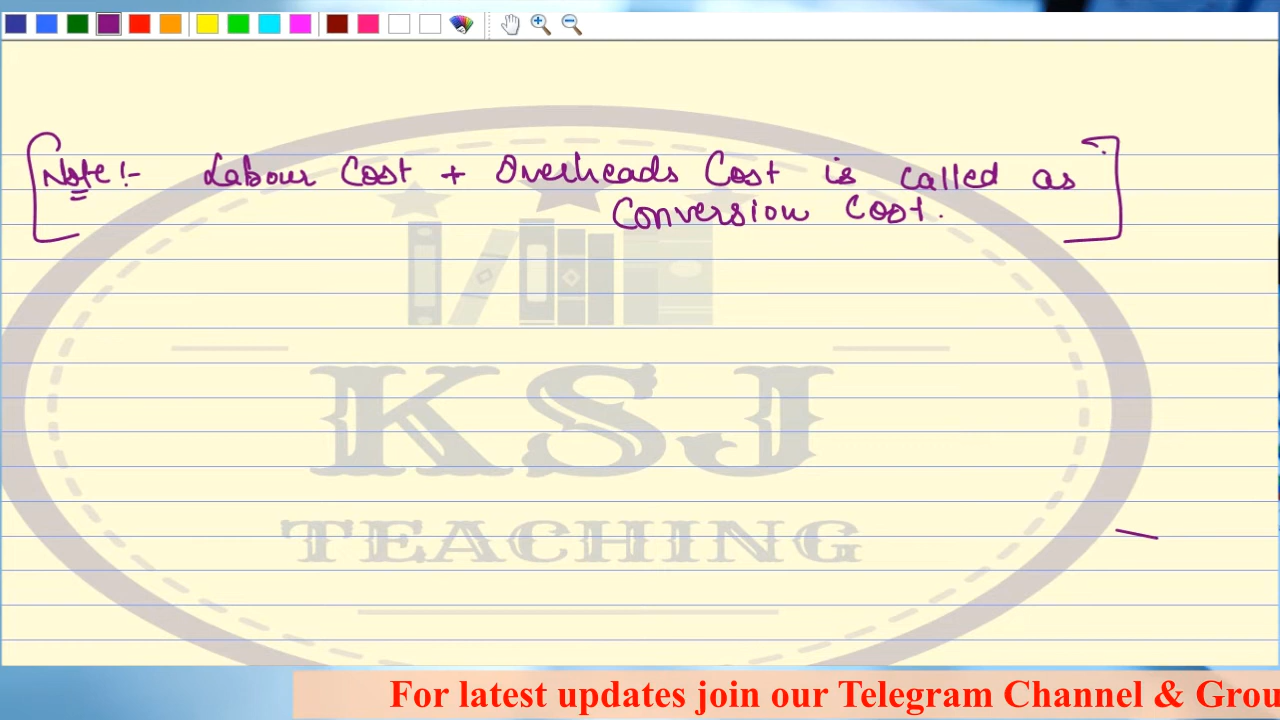 Note :- Labour Cost + Overheads Cost is called as
Conversion Cost.
KSJ
TEACHING
For latest updates join our Telegram Channel & Grou